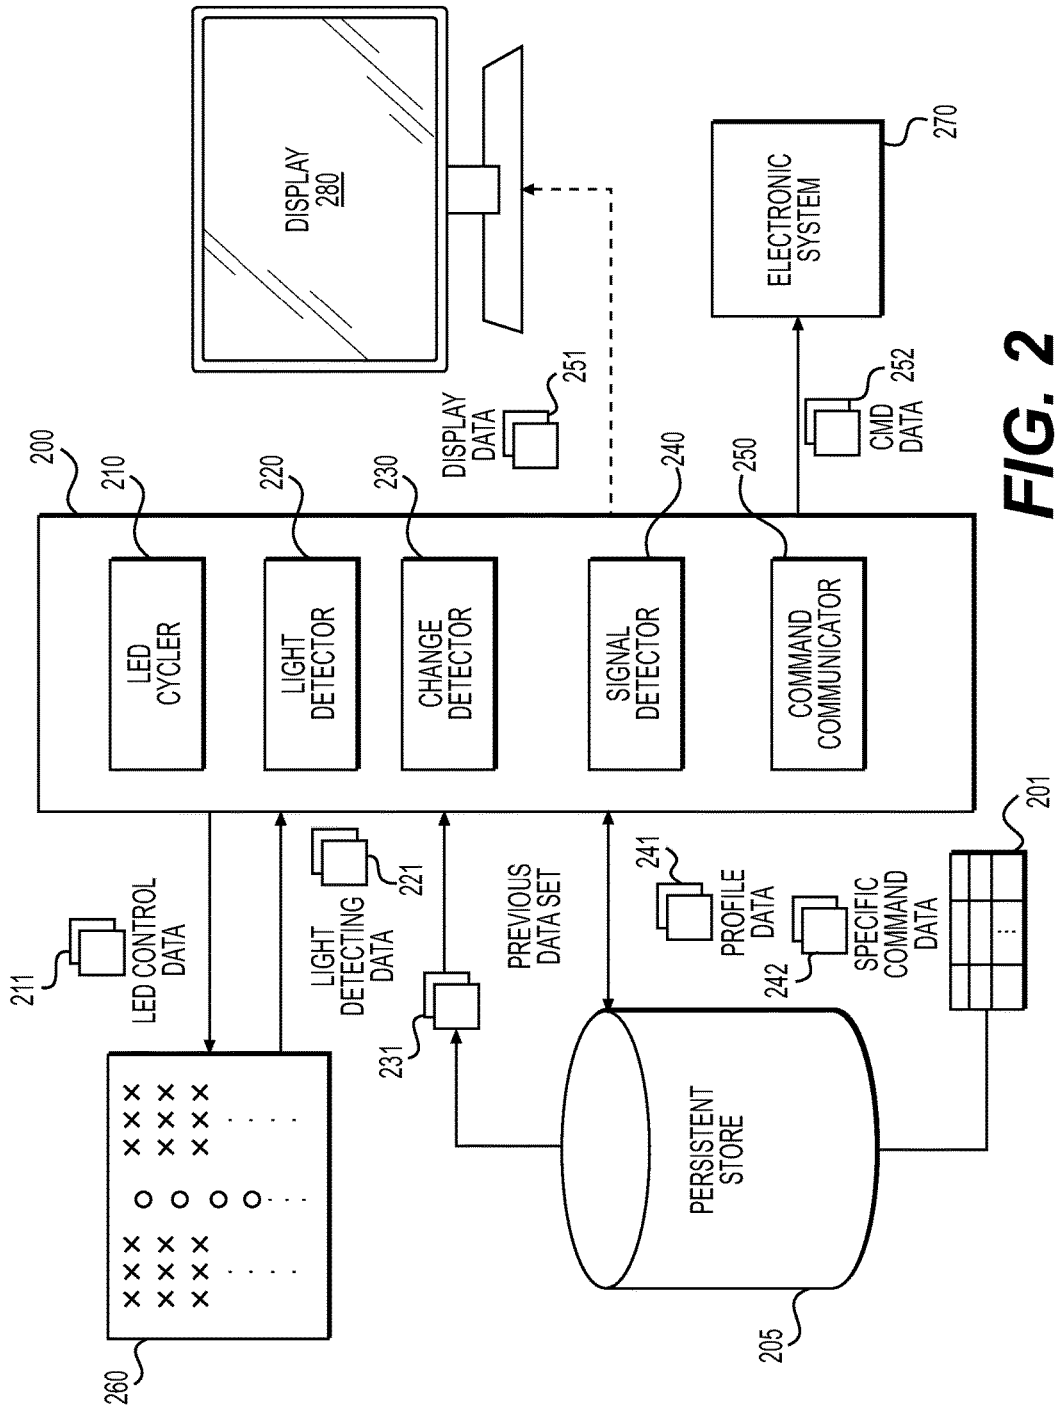 260
211
LED CONTROL
DATA
LIGHT
DETECTING
DATA
221
231
PREVIOUS
DATA SET
205
PERSISTENT
STORE
241
PROFILE
DATA
242
SPECIFIC
COMMAND
DATA
201
200
LED
CYCLER
210
LIGHT
DETECTOR
220
CHANGE
DETECTOR
230
SIGNAL
DETECTOR
240
COMMAND
COMMUNICATOR
250
DISPLAY
DATA
251
DISPLAY
280
CMD
DATA
252
ELECTRONIC
SYSTEM
270
FIG. 2